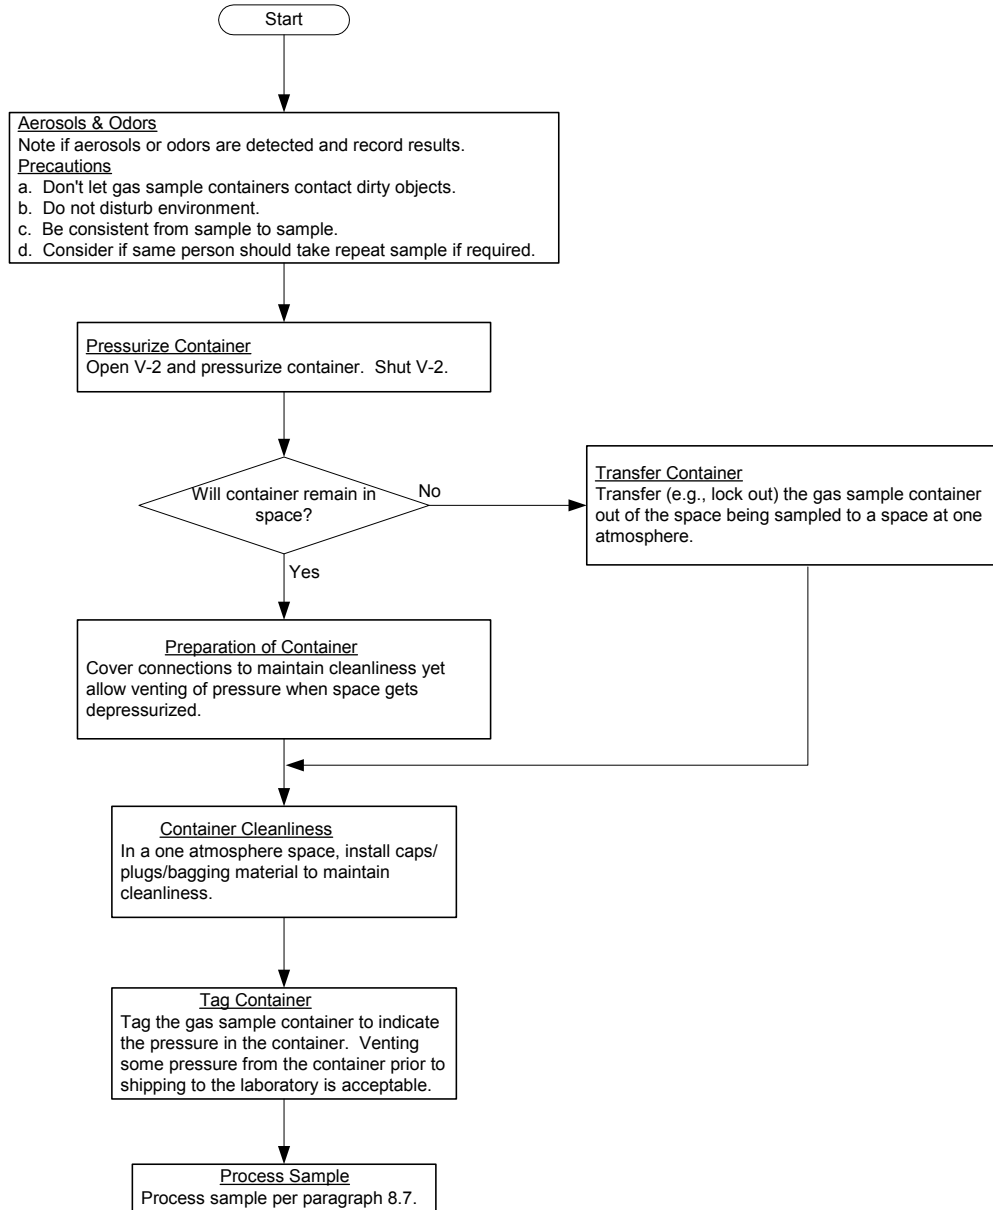 Start
Aerosols & Odors
Note if aerosols or odors are detected and record results.
Precautions
a.  Don't let gas sample containers contact dirty objects.
b.  Do not disturb environment.
c.  Be consistent from sample to sample.
d.  Consider if same person should take repeat sample if required.
Pressurize Container
Open V-2 and pressurize container.  Shut V-2.
Will container remain in
space?
No
Transfer Container
Transfer (e.g., lock out) the gas sample container
out of the space being sampled to a space at one
atmosphere.
Yes
Preparation of Container
Cover connections to maintain cleanliness yet
allow venting of pressure when space gets
depressurized.
Container Cleanliness
In a one atmosphere space, install caps/
plugs/bagging material to maintain
cleanliness.
Tag Container
Tag the gas sample container to indicate
the pressure in the container.  Venting
some pressure from the container prior to
shipping to the laboratory is acceptable.
Process Sample
Process sample per paragraph 8.7.